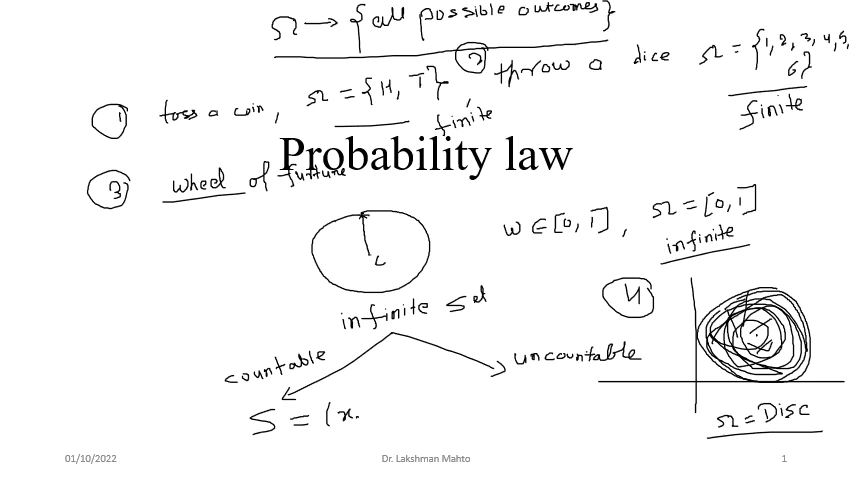 Ω → {all possible outcomes}
① toss a coin, Ω = {H, T}, finite
② throw a dice Ω = {1, 2, 3, 4, 5, 6}
finite
Probability law
③ wheel of furtune
w ∈ [0, 1], Ω = [0, 1]
infinite
④
infinite set
countable
uncountable
S = (x.
Ω = Disc
01/10/2022
Dr. Lakshman Mahto
1